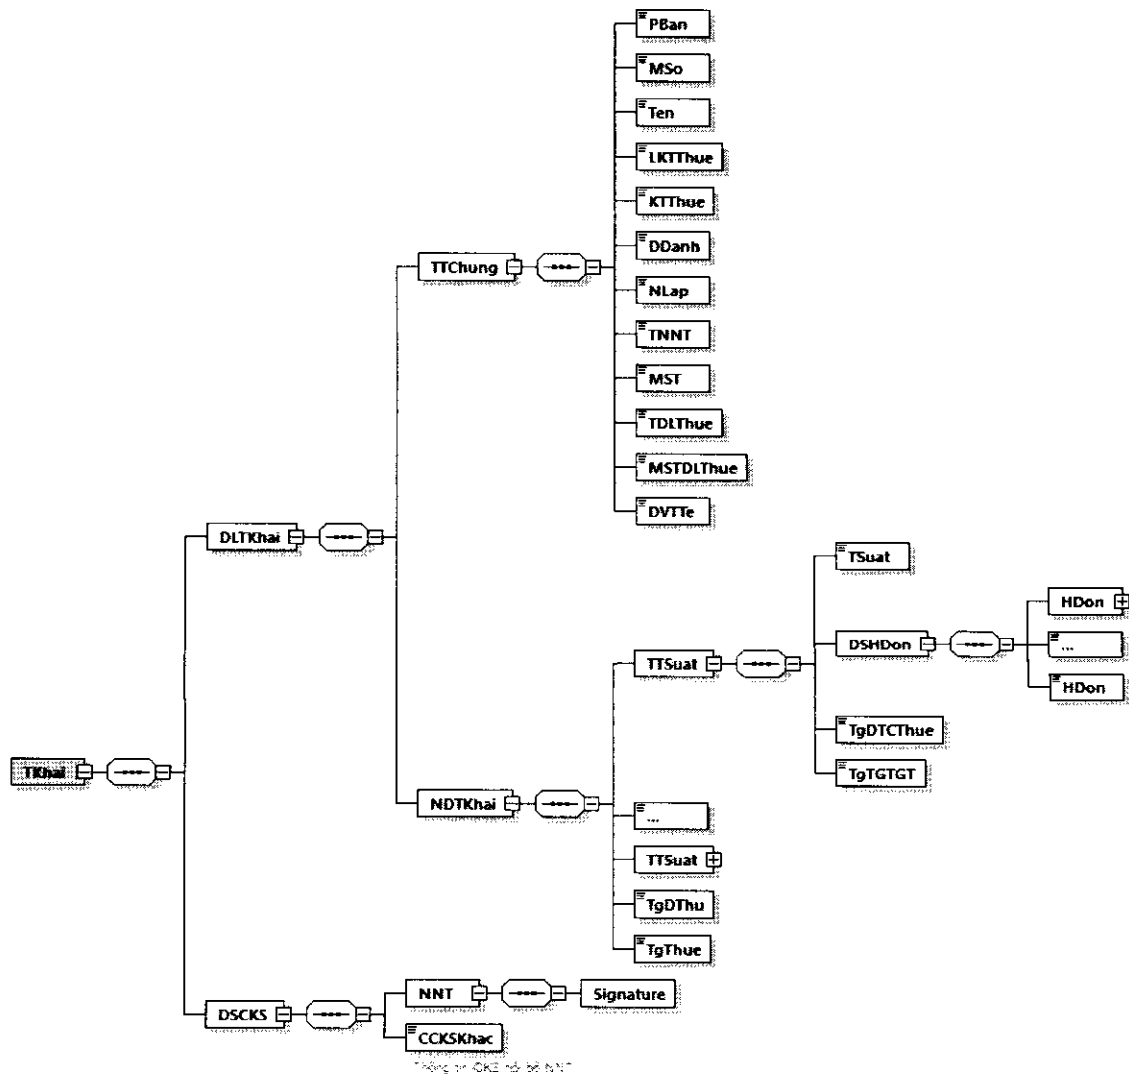 PBan
MSo
Ten
LKTThue
KTThue
TTChung
DDanh
NLap
TNNT
MST
TDLThue
MSTDLThue
DVTTe
DLTKhai
TSuat
HDon
DSHDon
...
TTSuat
HDon
TgDTCThue
TKhai
TgTGTGT
NDTKhai
...
TTSuat
TgDThu
TgThue
NNT
Signature
DSCKS
CCKSKhac